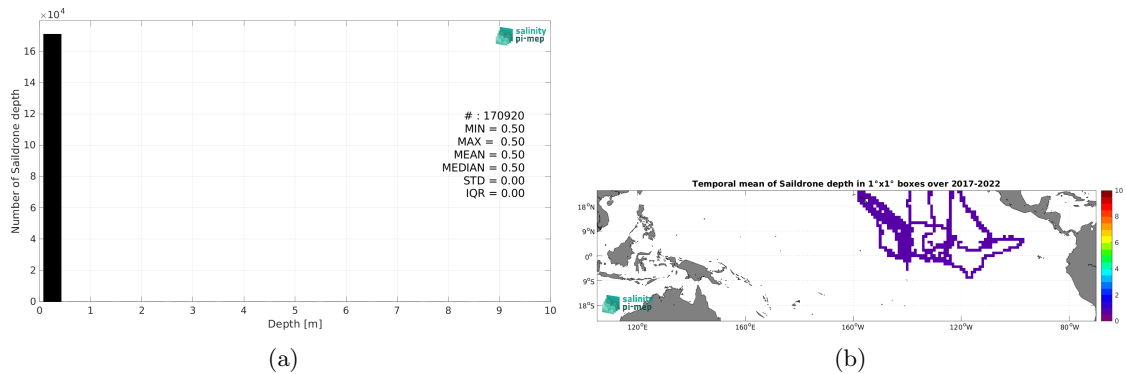 ×10⁴
salinity
pi-mep
16
14
12
10
8
6
4
2
0
Number of Saildrone depth
# : 170920
MIN = 0.50
MAX = 0.50
MEAN = 0.50
MEDIAN = 0.50
STD = 0.00
IQR = 0.00
0 1 2 3 4 5 6 7 8 9 10
Depth [m]
(a)
Temporal mean of Saildrone depth in 1°x1° boxes over 2017-2022
18°N
9°N
0°
9°S
18°S
salinity
pi-mep
120°E 160°E 160°W 120°W 80°W
10
8
6
4
2
0
(b)